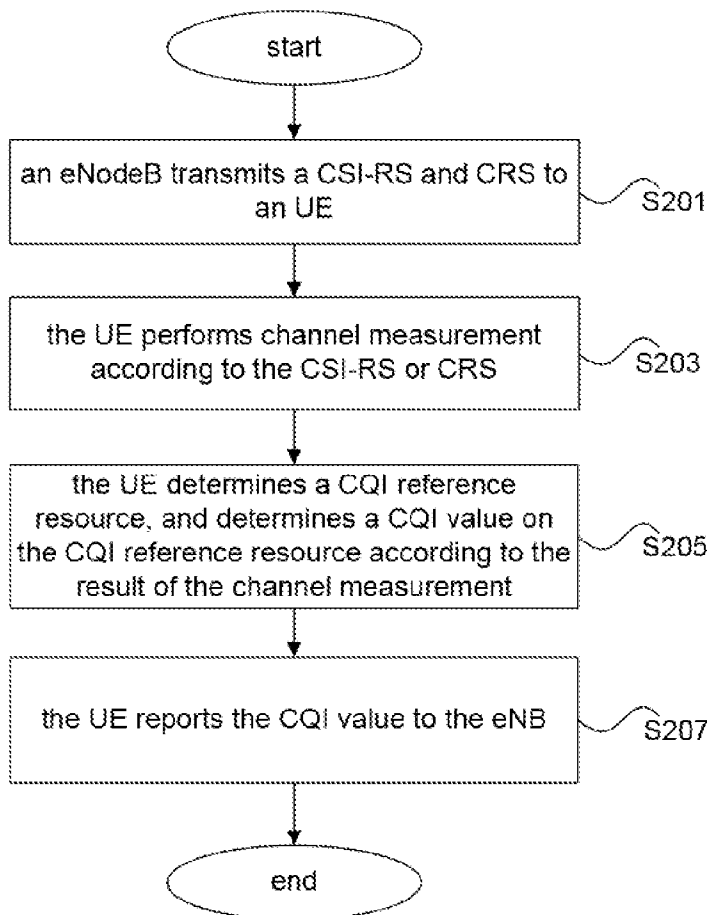 start
an eNodeB transmits a CSI-RS and CRS to
an UE
S201
the UE performs channel measurement
according to the CSI-RS or CRS
S203
the UE determines a CQI reference
resource, and determines a CQI value on
the CQI reference resource according to the
result of the channel measurement
S205
the UE reports the CQI value to the eNB
S207
end